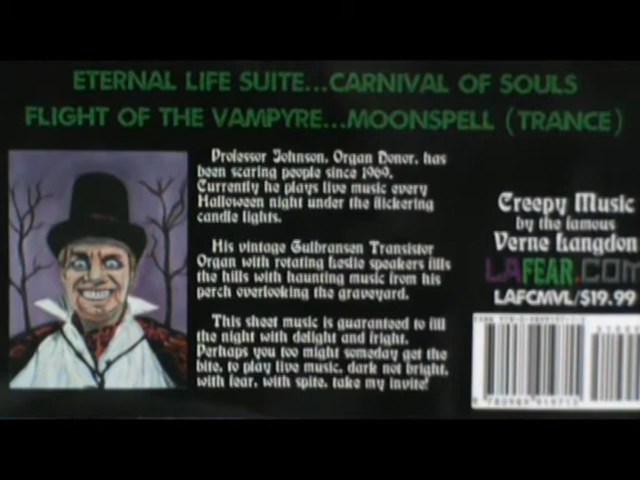 ETERNAL LIFE SUITE...CARNIVAL OF SOULS
FLIGHT OF THE VAMPYRE...MOONSPELL (TRANCE)
Professor Johnson, Organ Donor, has
been scaring people since 1969.
Currently he plays live music every
Halloween night under the flickering
candle lights.
His vintage Gulbransen Transistor
Organ with rotating Leslie speakers fills
the hills with haunting music from his
perch overlooking the graveyard.
This sheet music is guaranteed to fill
the night with delight and fright.
Perhaps you too might someday get the
bite, to play live music, dark not bright,
with fear, with spite, take my invite!
Creepy Music
by the famous
Verne Langdon
LAFEAR.COM
LAFCMVL/$19.99